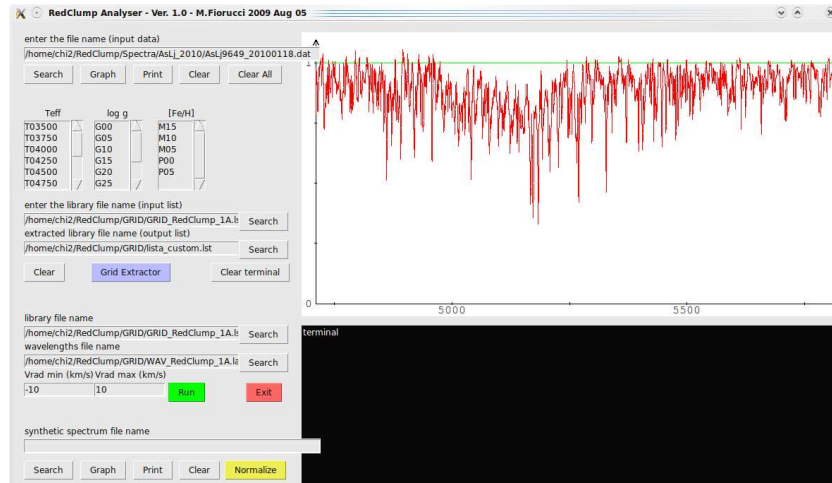 RedClump Analyser - Ver. 1.0 - M.Fiorucci 2009 Aug 05
enter the file name (input data)
/home/chi2/RedClump/Spectra/AsLj_2010/AsLj9649_20100118.dat
Search Graph Print Clear Clear All
Teff log g [Fe/H]
T03500 G00 M15
T03750 G05 M10
T04000 G10 M05
T04250 G15 P00
T04500 G20 P05
T04750 G25
enter the library file name (input list)
/home/chi2/RedClump/GRID/GRID_RedClump_1A.ls Search
extracted library file name (output list)
/home/chi2/RedClump/GRID/lista_custom.lst Search
Clear Grid Extractor Clear terminal
library file name
/home/chi2/RedClump/GRID/GRID_RedClump_1A.ls Search
wavelengths file name
/home/chi2/RedClump/GRID/WAV_RedClump_1A.la Search
Vrad min (km/s) Vrad max (km/s)
-10 10 Run Exit
synthetic spectrum file name
Search Graph Print Clear Normalize
1
0
5000 5500
terminal